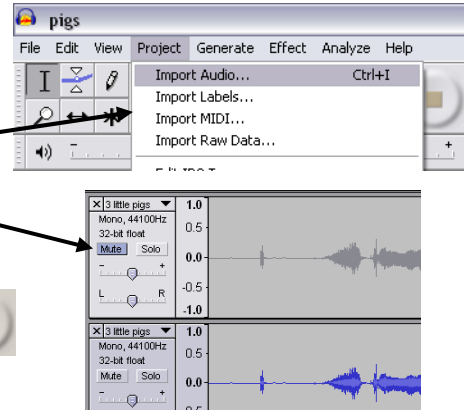 pigs
File Edit View Project Generate Effect Analyze Help
Import Audio... Ctrl+I
Import Labels...
Import MIDI...
Import Raw Data...
3 little pigs
Mono, 44100Hz
32-bit float
Mute Solo
- +
L R
1.0
0.5
0.0
-0.5
-1.0
3 little pigs
Mono, 44100Hz
32-bit float
Mute Solo
- +
1.0
0.5
0.0